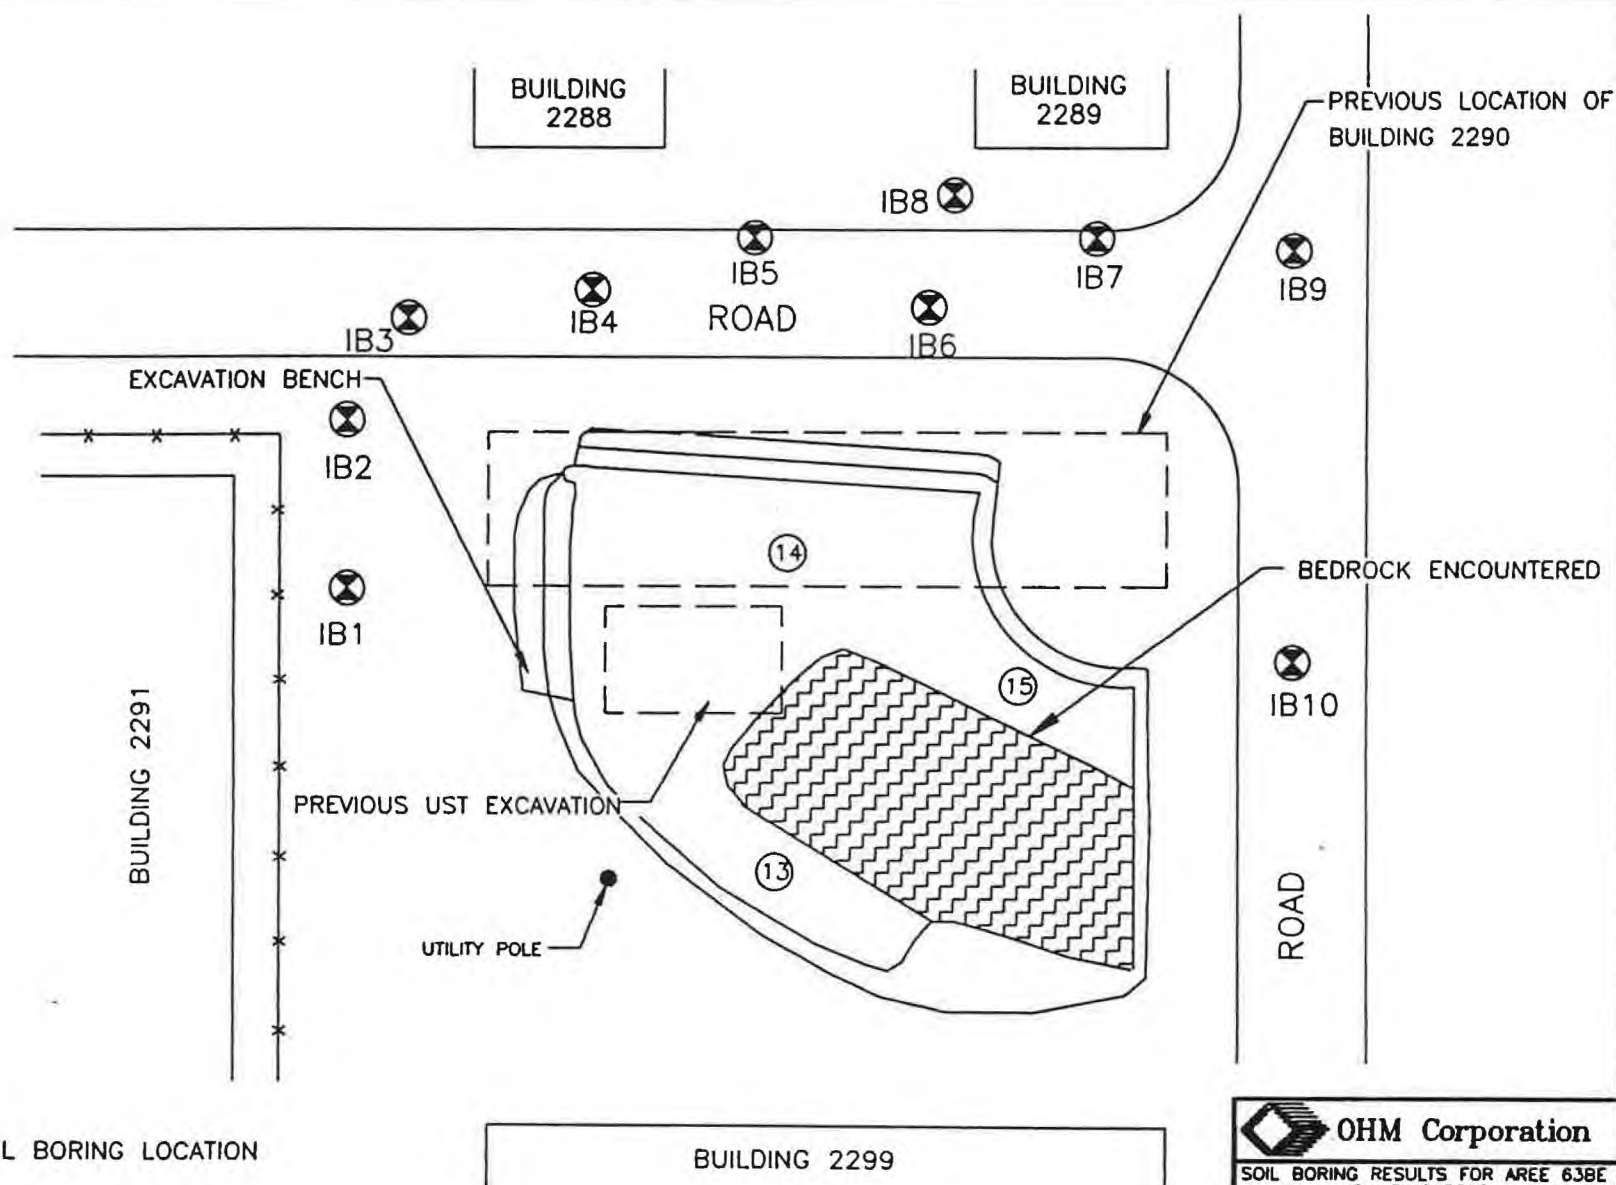 BUILDING
2288
BUILDING
2289
PREVIOUS LOCATION OF
BUILDING 2290
IB8
IB5
IB7
IB9
IB4
ROAD
IB3
IB6
EXCAVATION BENCH
IB2
14
BEDROCK ENCOUNTERED
IB1
15
IB10
BUILDING 2291
PREVIOUS UST EXCAVATION
13
ROAD
UTILITY POLE
L BORING LOCATION
BUILDING 2299
OHM Corporation
SOIL BORING RESULTS FOR AREE 63BE